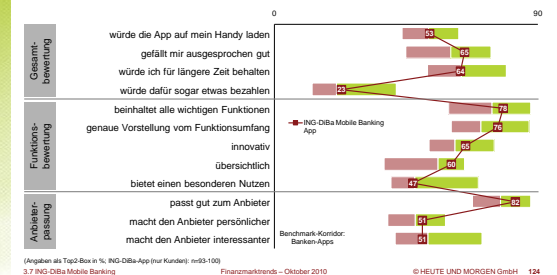 0 90
Gesamt-
bewertung
würde die App auf mein Handy laden 53
gefällt mir ausgesprochen gut 65
würde ich für längere Zeit behalten 64
würde dafür sogar etwas bezahlen 23
Funktions-
bewertung
beinhaltet alle wichtigen Funktionen 78
genaue Vorstellung vom Funktionsumfang 76
innovativ 65
übersichtlich 60
bietet einen besonderen Nutzen 47
ING-DiBa Mobile Banking
App
Anbieter-
passung
passt gut zum Anbieter 82
macht den Anbieter persönlicher 51
macht den Anbieter interessanter 51
Benchmark-Korridor:
Banken-Apps
(Angaben als Top2-Box in %; ING-DiBa-App (nur Kunden): n=93-100)
3.7 ING-DiBa Mobile Banking Finanzmarkttrends – Oktober 2010 © HEUTE UND MORGEN GmbH 124